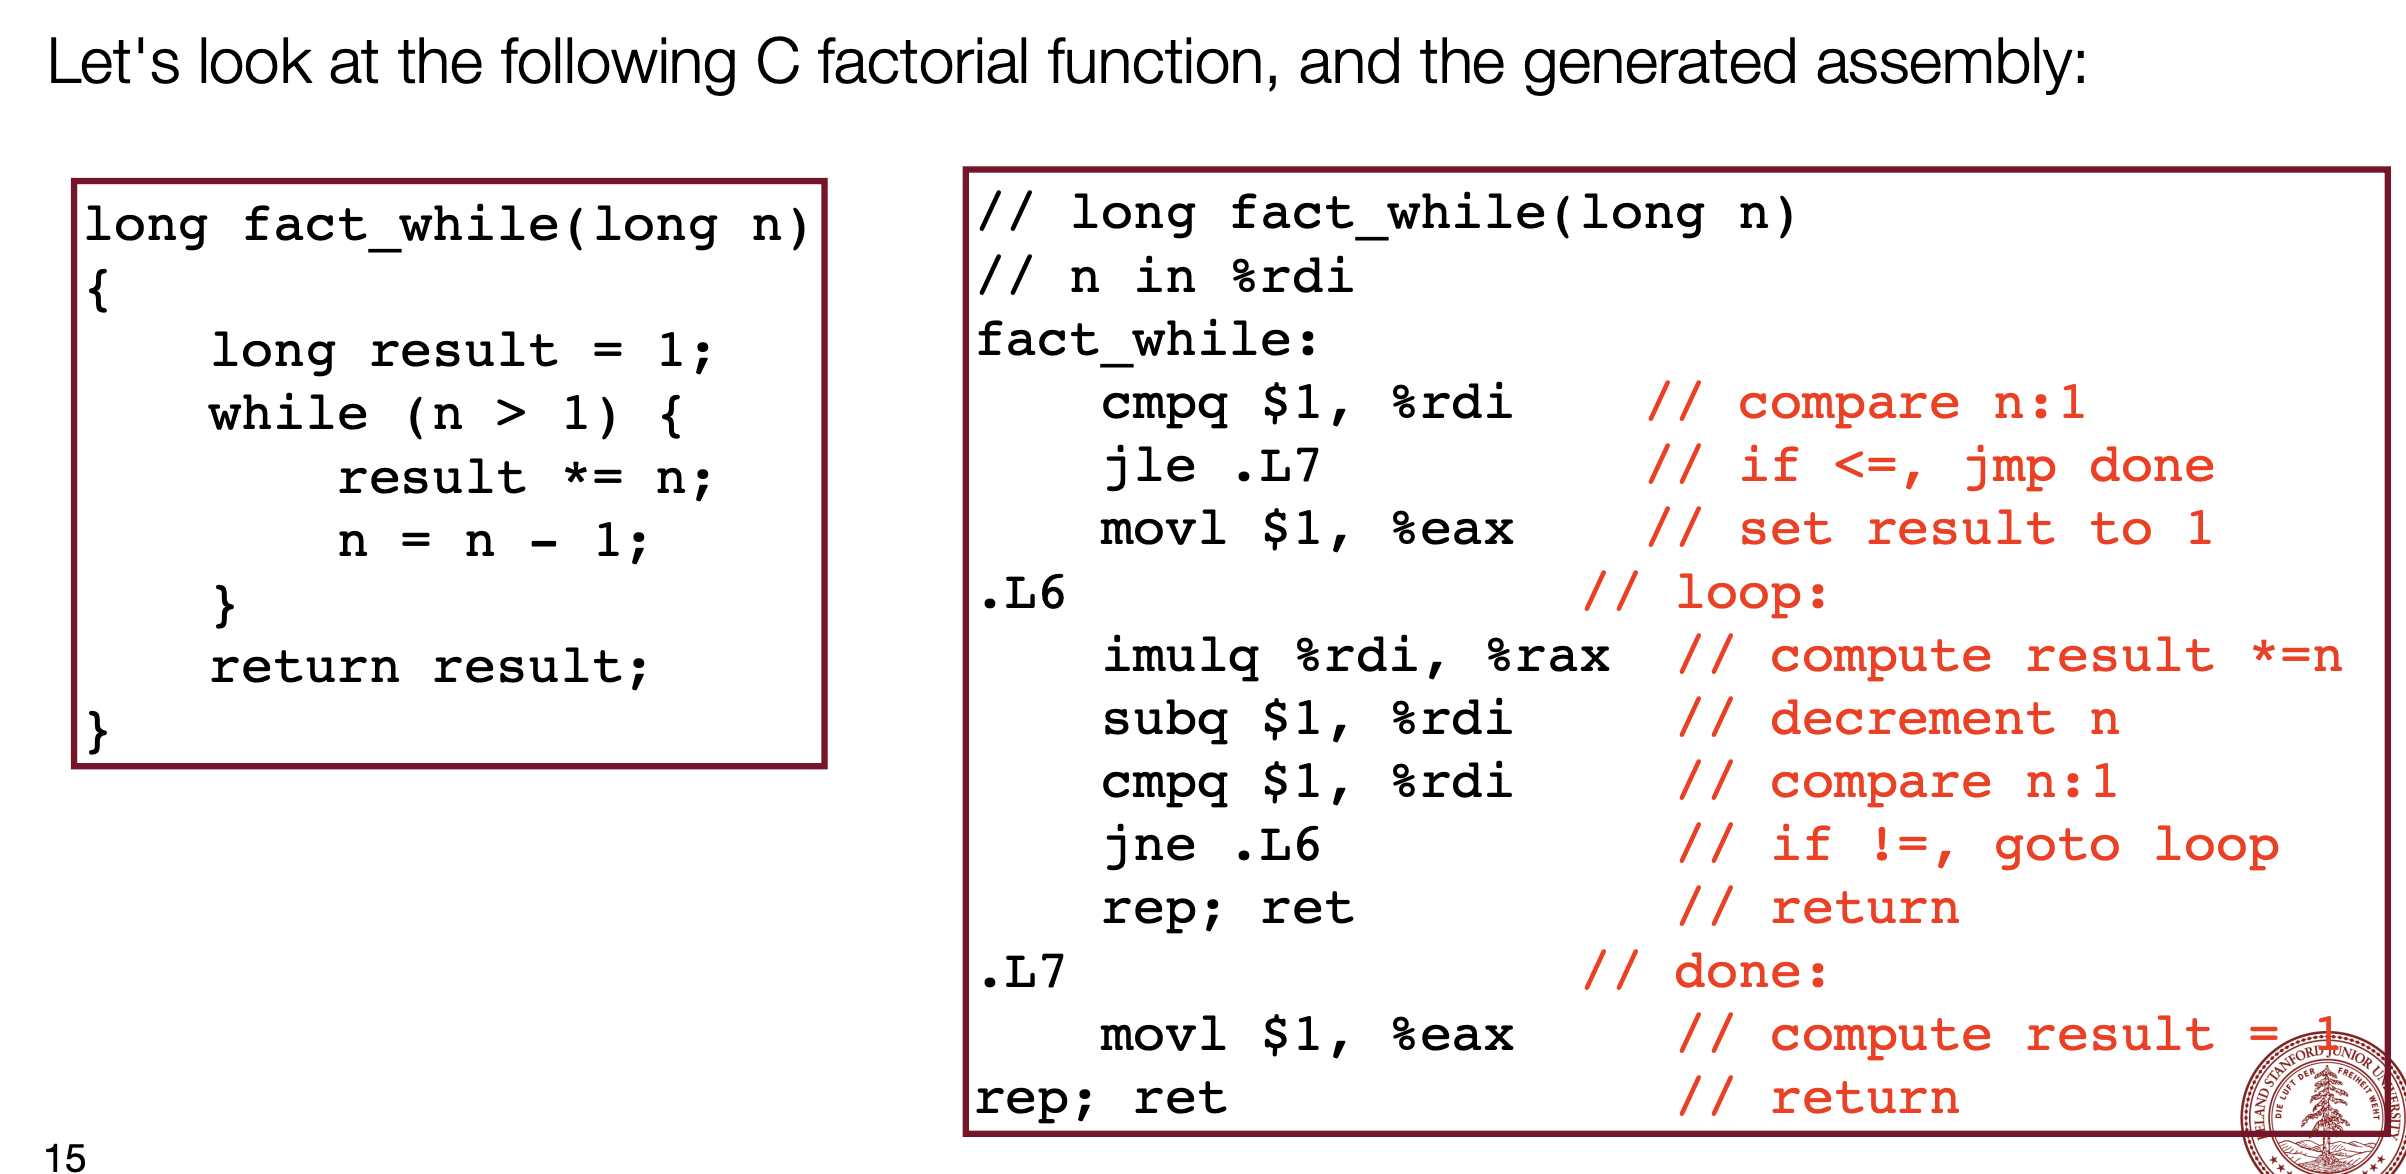 Let's look at the following C factorial function, and the generated assembly:
long fact_while(long n)
{
    long result = 1;
    while (n > 1) {
        result *= n;
        n = n - 1;
    }
    return result;
}
// long fact_while(long n)
// n in %rdi
fact_while:
    cmpq $1, %rdi    // compare n:1
    jle .L7          // if <=, jmp done
    movl $1, %eax    // set result to 1
.L6                // loop:
    imulq %rdi, %rax  // compute result *=n
    subq $1, %rdi     // decrement n
    cmpq $1, %rdi     // compare n:1
    jne .L6           // if !=, goto loop
    rep; ret          // return
.L7                // done:
    movl $1, %eax     // compute result = 1
rep; ret              // return
15
LELAND STANFORD JUNIOR UNIVERSITY
DIE LUFT DER FREIHEIT WEHT